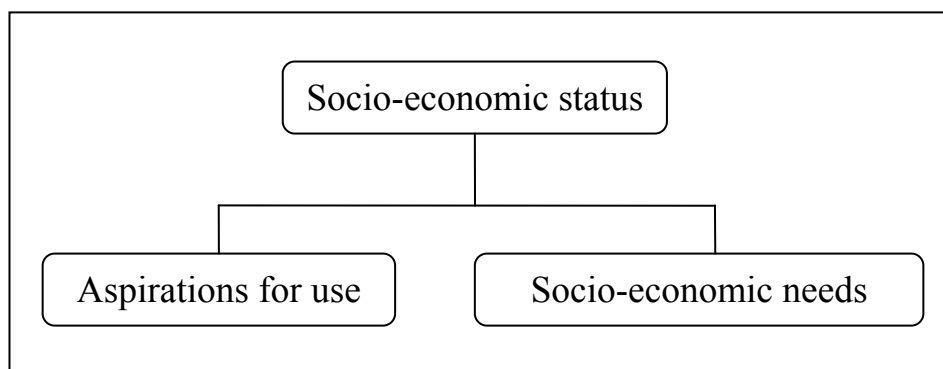 Socio-economic status
Aspirations for use
Socio-economic needs